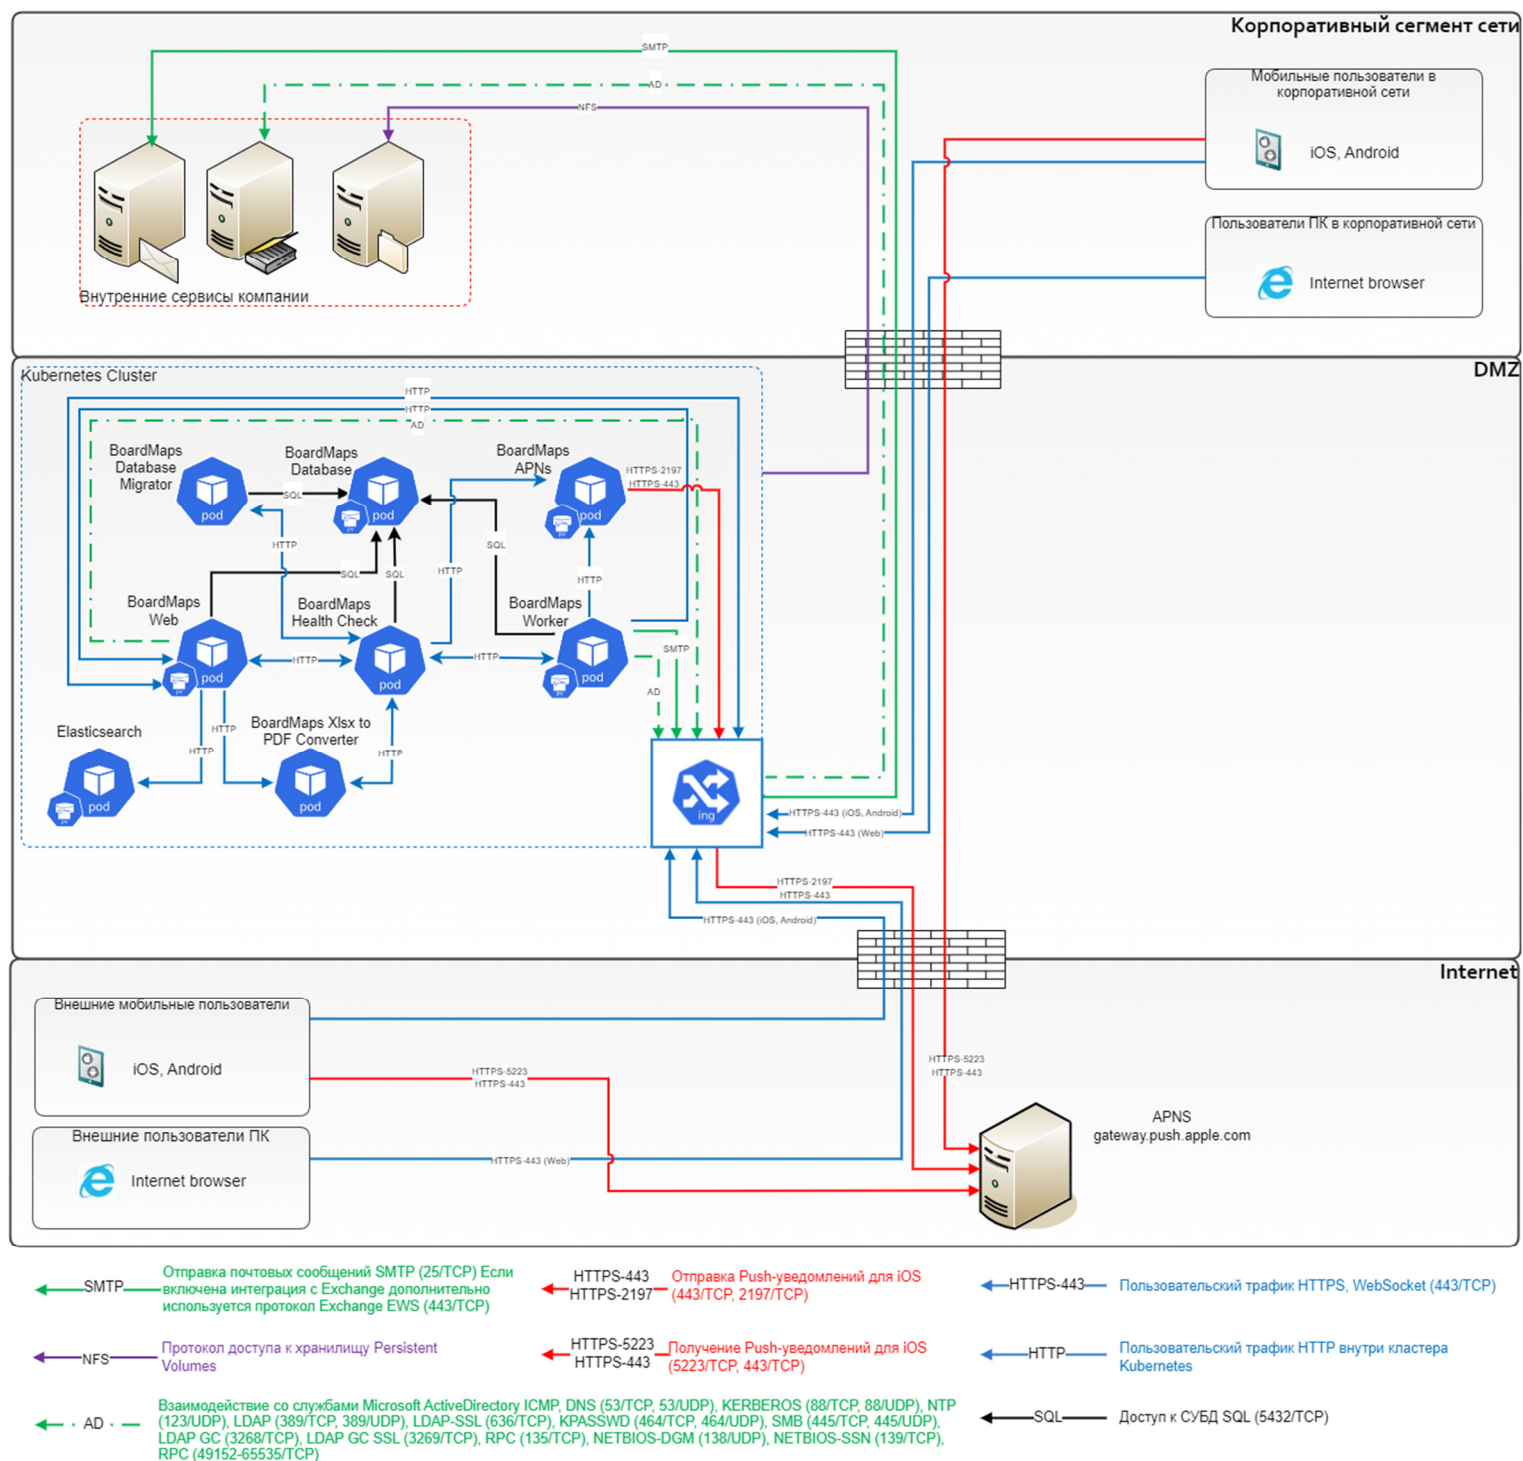 Корпоративный сегмент сети
SMTP
AD
NFS
Мобильные пользователи в
корпоративной сети
iOS, Android
Пользователи ПК в корпоративной сети
Internet browser
Внутренние сервисы компании
DMZ
Kubernetes Cluster
HTTP
HTTP
AD
BoardMaps
Database
Migrator
pod
SQL
BoardMaps
Database
pod
pv
BoardMaps
APNs
pod
pv
HTTPS-2197
HTTPS-443
HTTP
SQL
SQL
HTTP
SQL
HTTP
BoardMaps
Web
pod
pv
HTTP
BoardMaps
Health Check
pod
HTTP
BoardMaps
Worker
pod
pv
SMTP
AD
Elasticsearch
pod
pv
HTTP
HTTP
BoardMaps Xlsx to
PDF Converter
pod
HTTP
ing
HTTPS-443 (iOS, Android)
HTTPS-443 (Web)
HTTPS-2197
HTTPS-443
HTTPS-443 (iOS, Android)
Internet
Внешние мобильные пользователи
iOS, Android
HTTPS-5223
HTTPS-443
HTTPS-5223
HTTPS-443
Внешние пользователи ПК
Internet browser
HTTPS-443 (Web)
APNS
gateway.push.apple.com
SMTP
Отправка почтовых сообщений SMTP (25/TCP) Если
включена интеграция с Exchange дополнительно
используется протокол Exchange EWS (443/TCP)
HTTPS-443
HTTPS-2197
Отправка Push-уведомлений для iOS
(443/TCP, 2197/TCP)
HTTPS-443
Пользовательский трафик HTTPS, WebSocket (443/TCP)
NFS
Протокол доступа к хранилищу Persistent
Volumes
HTTPS-5223
HTTPS-443
Получение Push-уведомлений для iOS
(5223/TCP, 443/TCP)
HTTP
Пользовательский трафик HTTP внутри кластера
Kubernetes
AD
Взаимодействие со службами Microsoft ActiveDirectory ICMP, DNS (53/TCP, 53/UDP), KERBEROS (88/TCP, 88/UDP), NTP
(123/UDP), LDAP (389/TCP, 389/UDP), LDAP-SSL (636/TCP), KPASSWD (464/TCP, 464/UDP), SMB (445/TCP, 445/UDP),
LDAP GC (3268/TCP), LDAP GC SSL (3269/TCP), RPC (135/TCP), NETBIOS-DGM (138/UDP), NETBIOS-SSN (139/TCP),
RPC (49152-65535/TCP)
SQL
Доступ к СУБД SQL (5432/TCP)